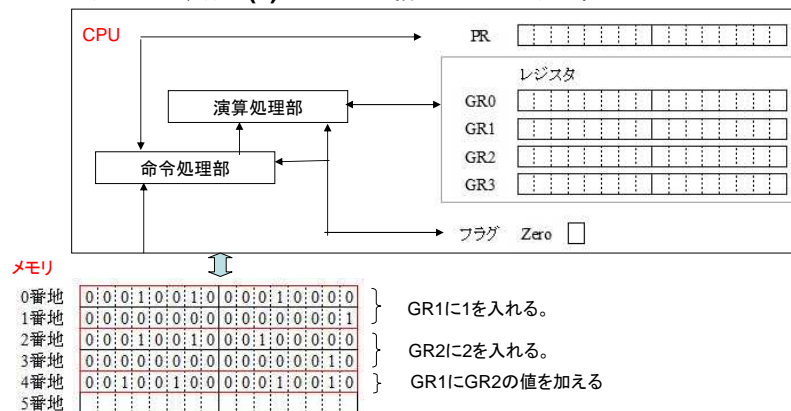 CPU
PR
レジスタ
演算処理部
GR0
GR1
命令処理部
GR2
GR3
フラグ Zero
メモリ
0番地 0 0 0 1 0 0 1 0 0 0 0 1 0 0 0 0
GR1に1を入れる。
1番地 0 0 0 0 0 0 0 0 0 0 0 0 0 0 0 1
2番地 0 0 0 1 0 0 1 0 0 0 1 0 0 0 0 0
GR2に2を入れる。
3番地 0 0 0 0 0 0 0 0 0 0 0 0 0 0 1 0
4番地 0 0 1 0 0 1 0 0 0 0 0 1 0 0 1 0
GR1にGR2の値を加える
5番地